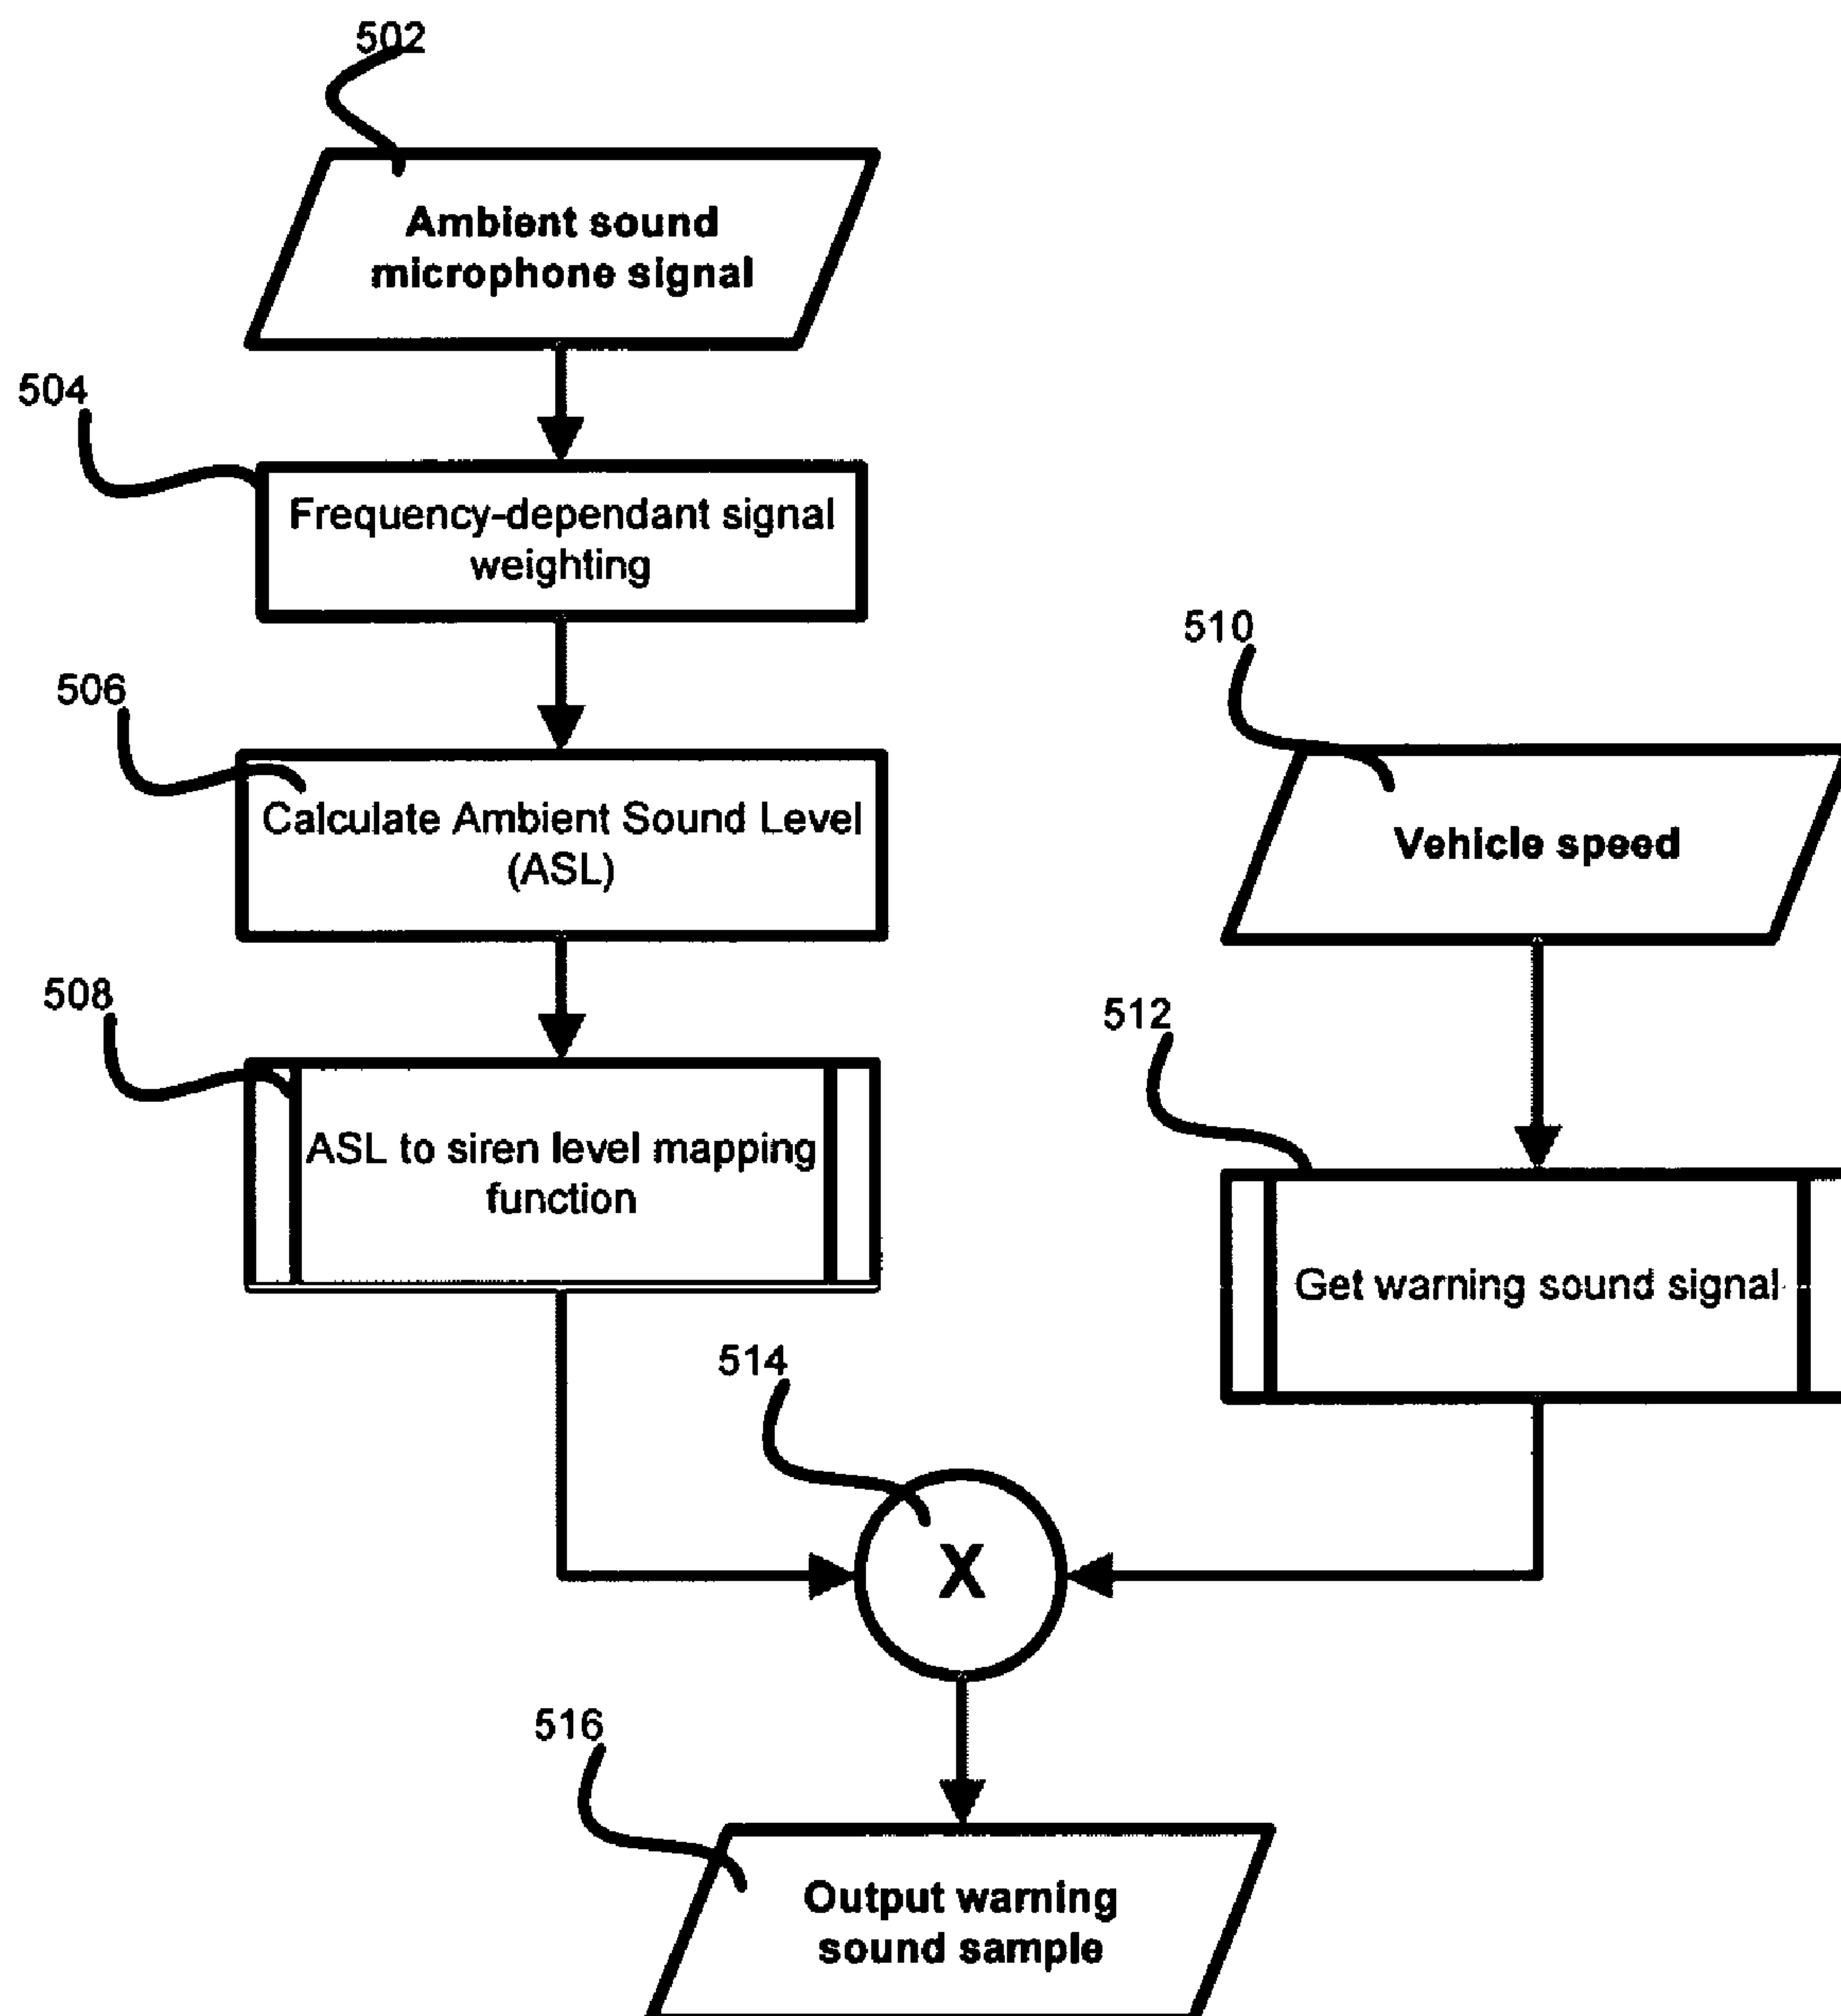 502
Ambient sound
microphone signal
504
Frequency-dependant signal
weighting
506
Calculate Ambient Sound Level
(ASL)
508
ASL to siren level mapping
function
510
Vehicle speed
512
Get warning sound signal
514
X
516
Output warning
sound sample